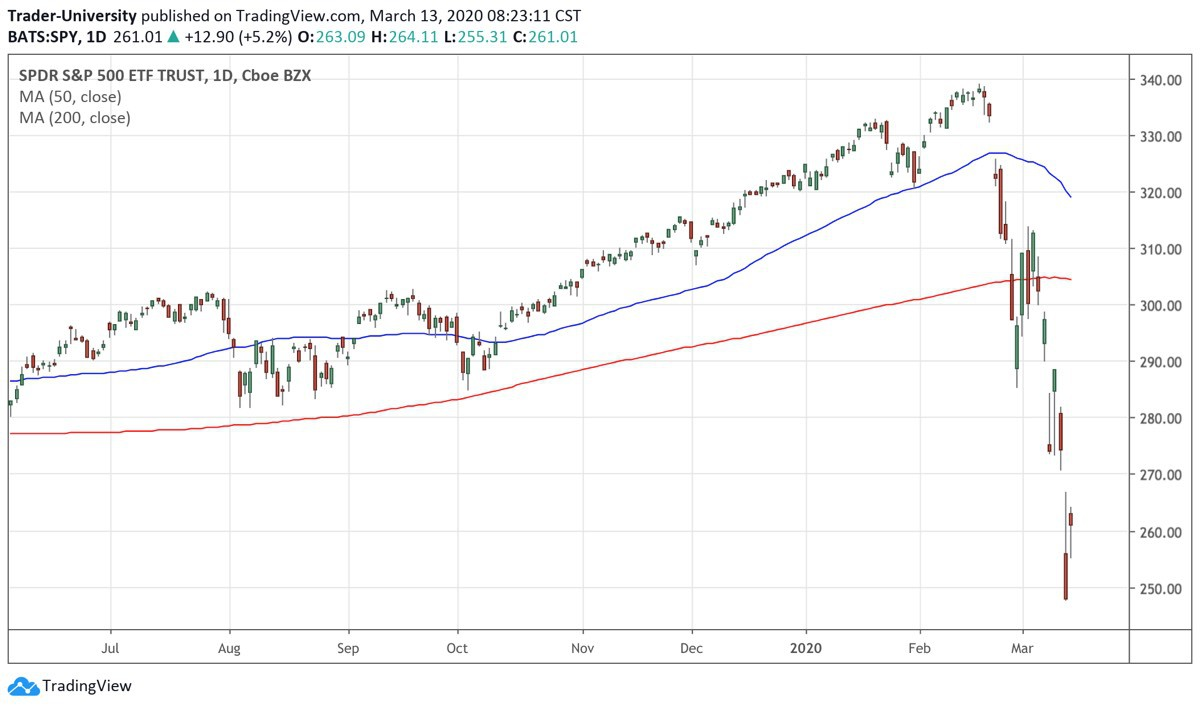 Trader-University published on TradingView.com, March 13, 2020 08:23:11 CST
BATS:SPY, 1D 261.01 ▲ +12.90 (+5.2%) O:263.09 H:264.11 L:255.31 C:261.01
SPDR S&P 500 ETF TRUST, 1D, Cboe BZX
MA (50, close)
MA (200, close)
340.00
330.00
320.00
310.00
300.00
290.00
280.00
270.00
260.00
250.00
Jul Aug Sep Oct Nov Dec 2020 Feb Mar
TradingView